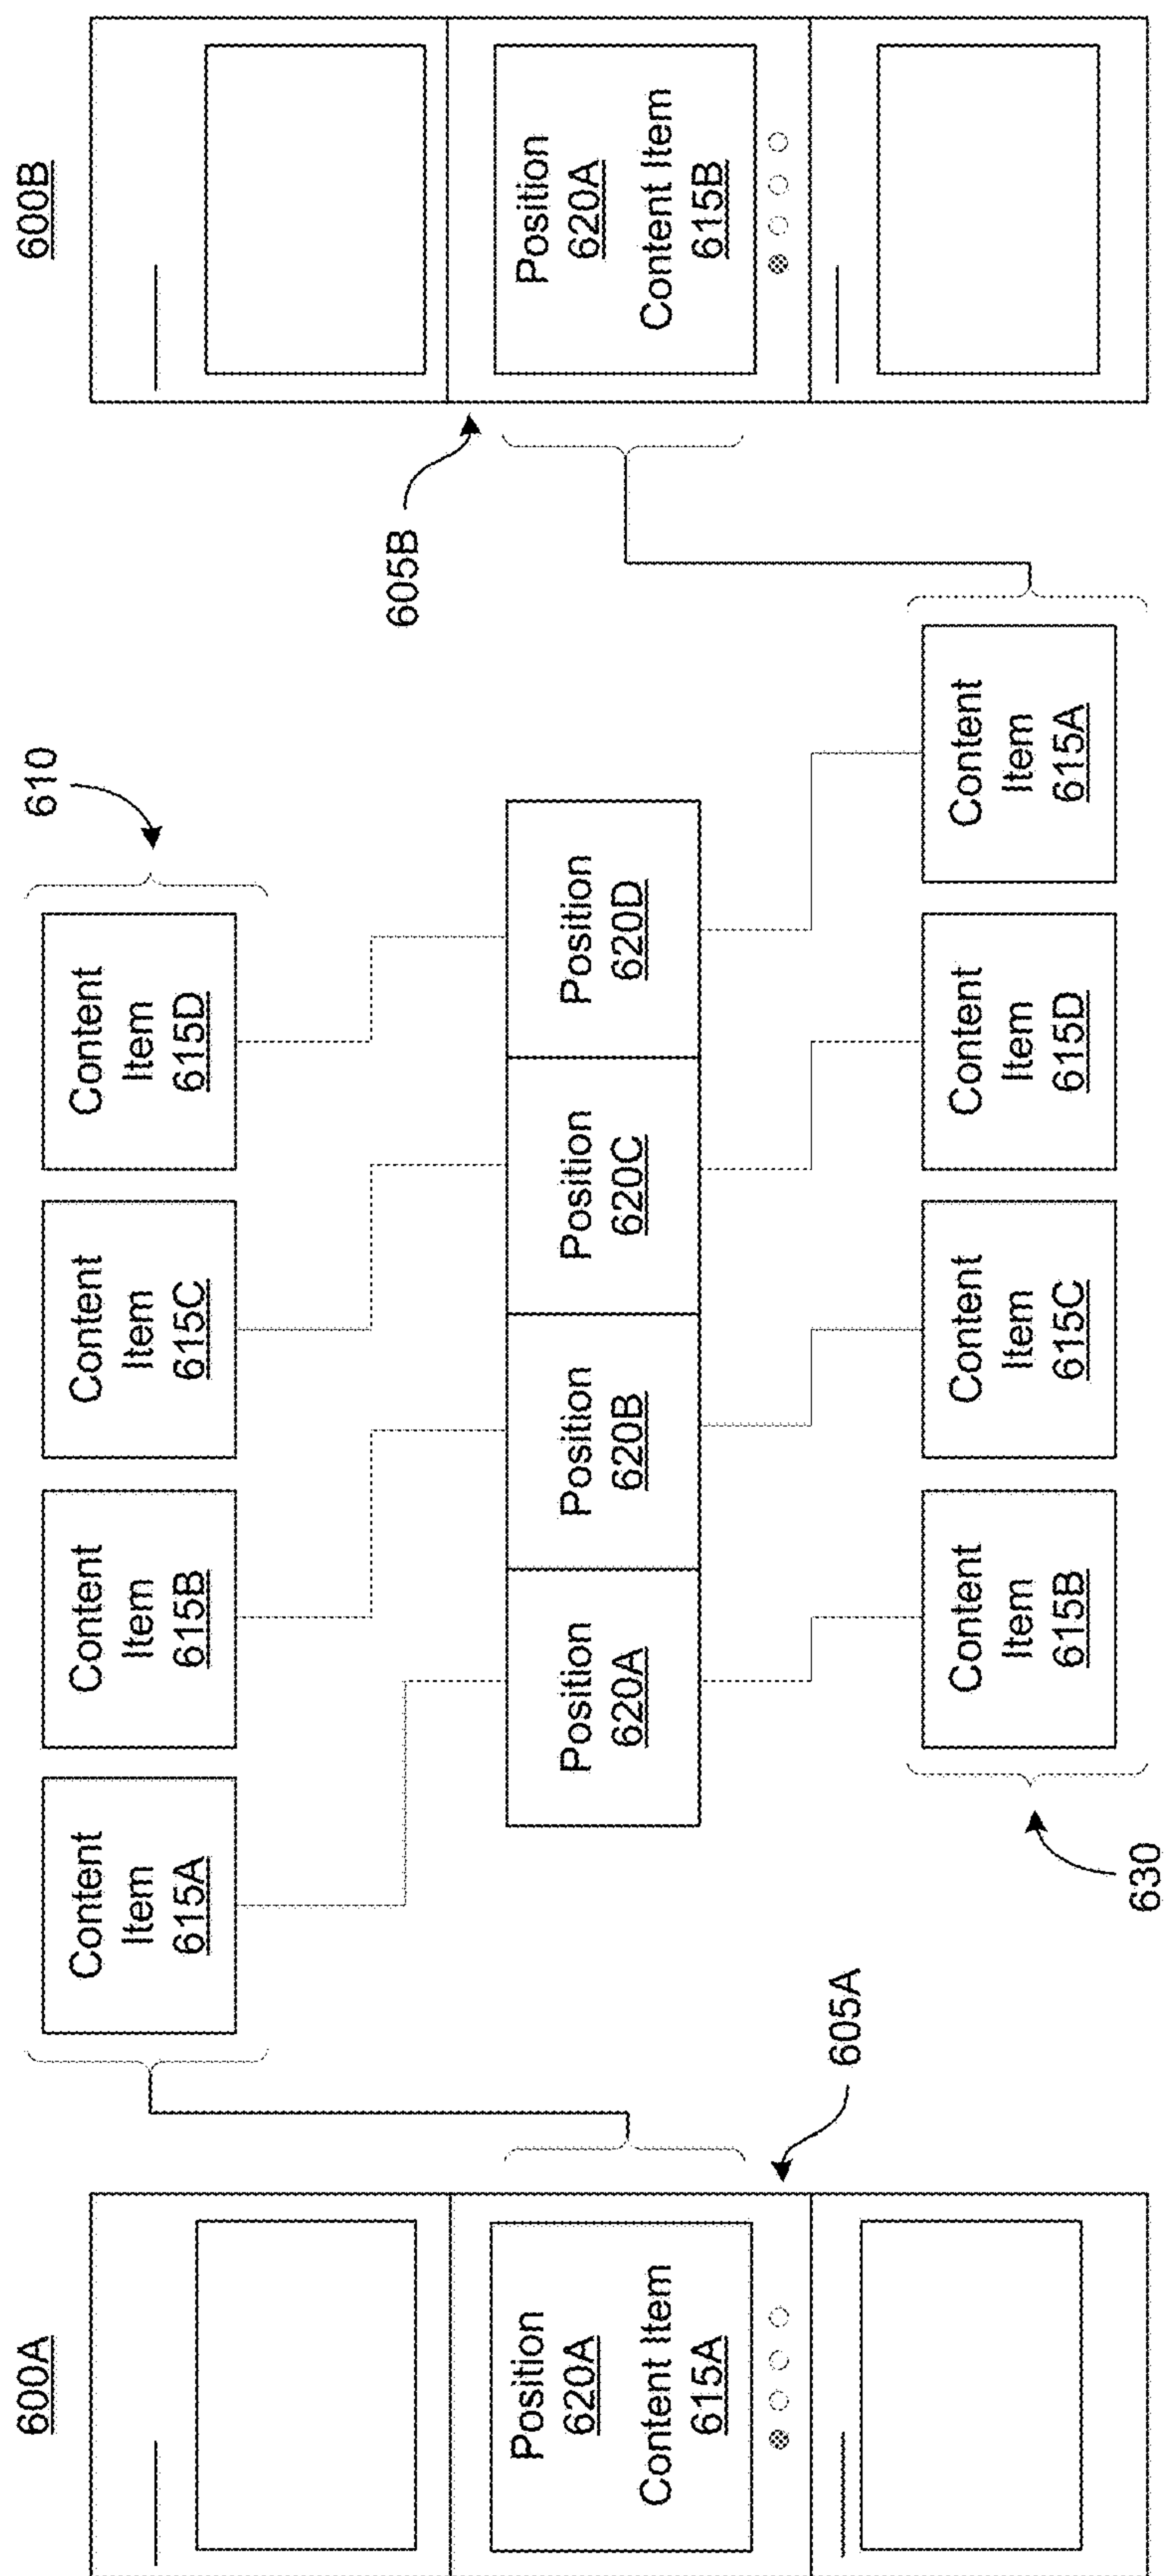 600A
Position
620A
Content Item
615A
605A
610
Content
Item
615A
Content
Item
615B
Content
Item
615C
Content
Item
615D
Position
620A
Position
620B
Position
620C
Position
620D
630
Content
Item
615B
Content
Item
615C
Content
Item
615D
Content
Item
615A
600B
605B
Position
620A
Content Item
615B